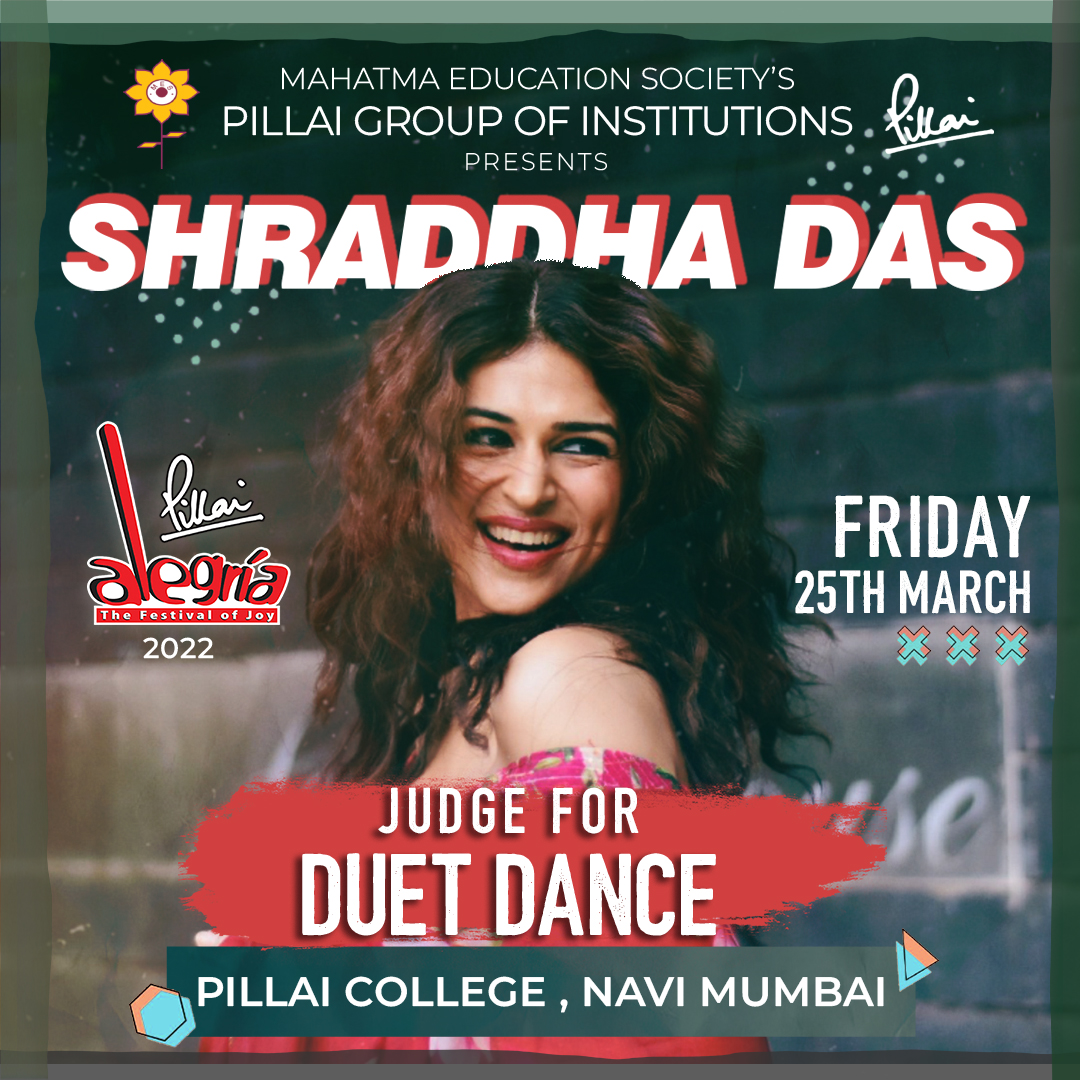 MAHATMA EDUCATION SOCIETY'S
PILLAI GROUP OF INSTITUTIONS
Pillai
PRESENTS
SHRADDHA DAS
Pillai
alegría
The Festival of Joy
2022
FRIDAY
25TH MARCH
JUDGE FOR
DUET DANCE
PILLAI COLLEGE , NAVI MUMBAI